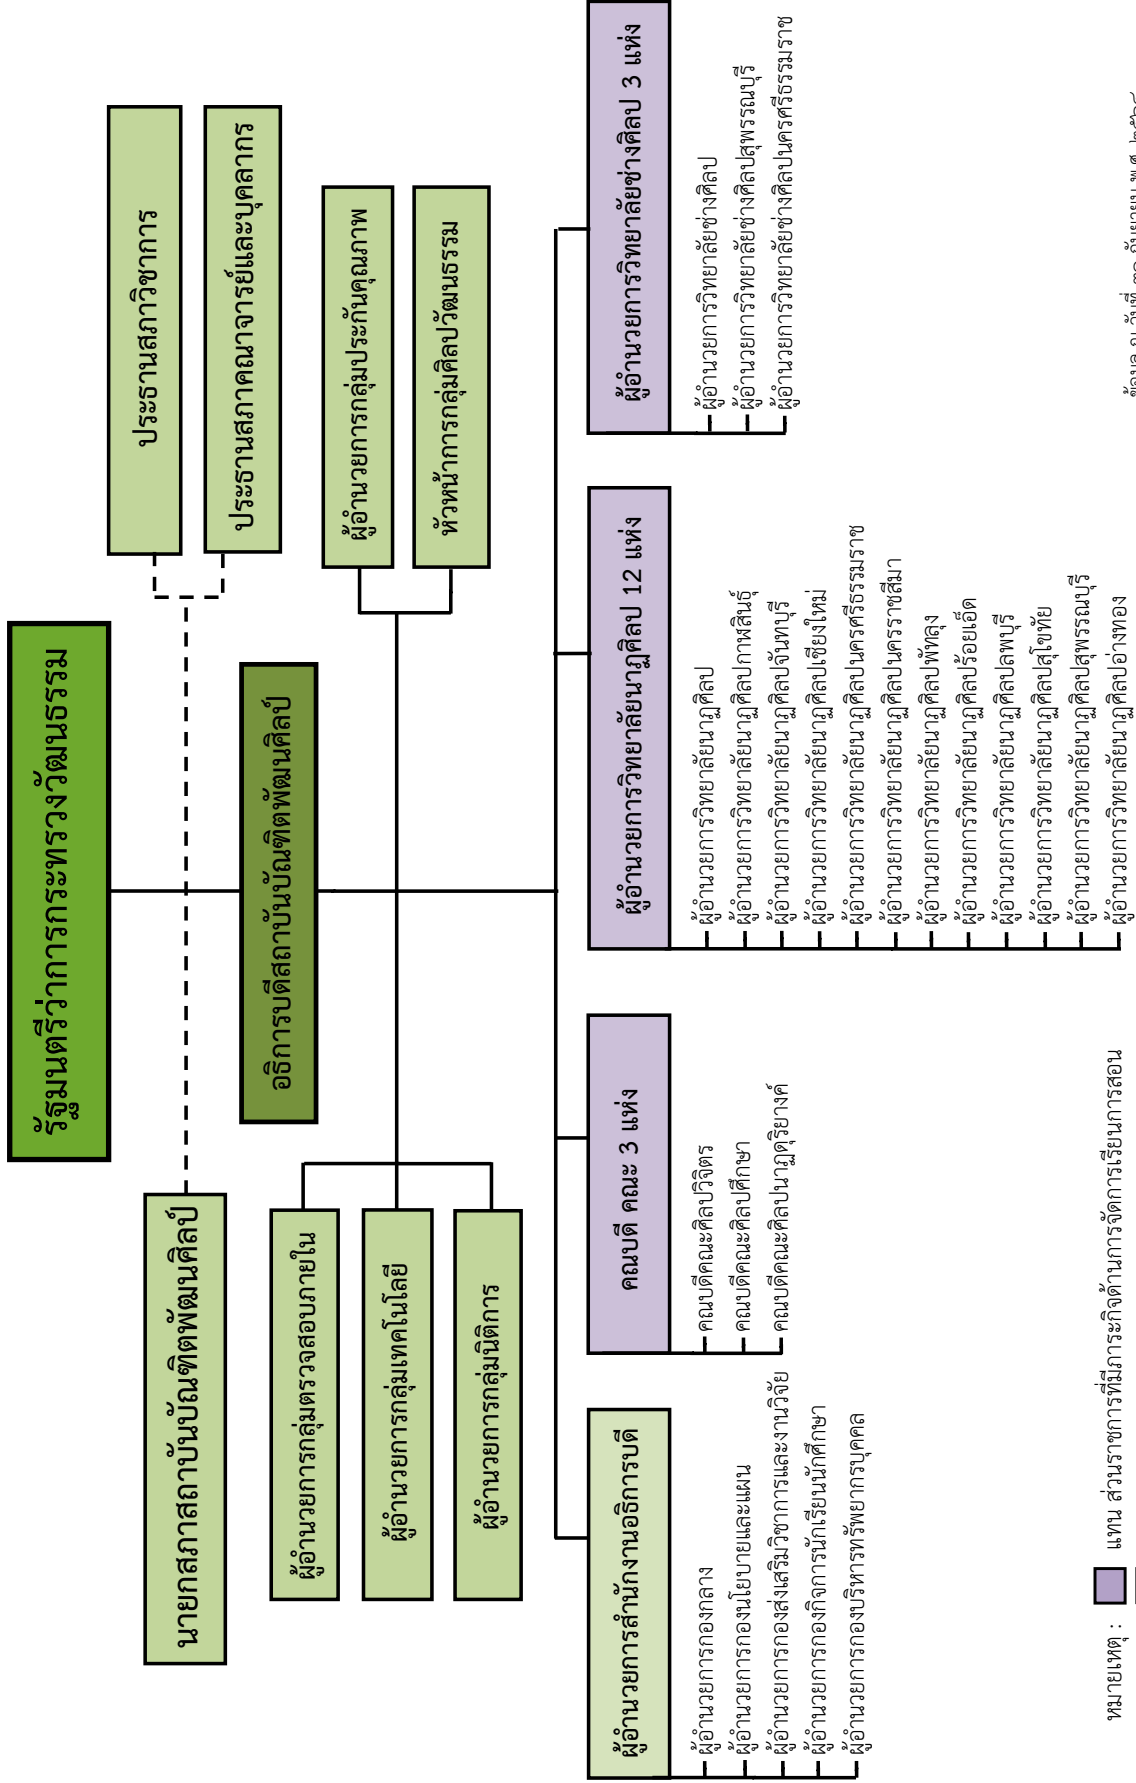 รัฐมนตรีว่าการกระทรวงวัฒนธรรม
นายกสภาสถาบันบัณฑิตพัฒนศิลป์
ประธานสภาวิชาการ
ประธานสภาคณาจารย์และบุคลากร
อธิการบดีสถาบันบัณฑิตพัฒนศิลป์
ผู้อำนวยการกลุ่มตรวจสอบภายใน
ผู้อำนวยการกลุ่มเทคโนโลยี
ผู้อำนวยการกลุ่มนิติการ
ผู้อำนวยการกลุ่มประกันคุณภาพ
หัวหน้าการกลุ่มศิลปวัฒนธรรม
ผู้อำนวยการสำนักงานอธิการบดี
ผู้อำนวยการกองกลาง
ผู้อำนวยการกองนโยบายและแผน
ผู้อำนวยการกองส่งเสริมวิชาการและงานวิจัย
ผู้อำนวยการกองกิจการนักเรียนนักศึกษา
ผู้อำนวยการกองบริหารทรัพยากรบุคคล
คณบดี คณะ 3 แห่ง
คณบดีคณะศิลปวิจิตร
คณบดีคณะศิลปศึกษา
คณบดีคณะศิลปนาฏดุริยางค์
ผู้อำนวยการวิทยาลัยนาฏศิลป 12 แห่ง
ผู้อำนวยการวิทยาลัยนาฏศิลป
ผู้อำนวยการวิทยาลัยนาฏศิลปกาฬสินธุ์
ผู้อำนวยการวิทยาลัยนาฏศิลปจันทบุรี
ผู้อำนวยการวิทยาลัยนาฏศิลปเชียงใหม่
ผู้อำนวยการวิทยาลัยนาฏศิลปนครศรีธรรมราช
ผู้อำนวยการวิทยาลัยนาฏศิลปนครราชสีมา
ผู้อำนวยการวิทยาลัยนาฏศิลปพัทลุง
ผู้อำนวยการวิทยาลัยนาฏศิลปร้อยเอ็ด
ผู้อำนวยการวิทยาลัยนาฏศิลปลพบุรี
ผู้อำนวยการวิทยาลัยนาฏศิลปสุโขทัย
ผู้อำนวยการวิทยาลัยนาฏศิลปสุพรรณบุรี
ผู้อำนวยการวิทยาลัยนาฏศิลปอ่างทอง
ผู้อำนวยการวิทยาลัยช่างศิลป 3 แห่ง
ผู้อำนวยการวิทยาลัยช่างศิลป
ผู้อำนวยการวิทยาลัยช่างศิลปสุพรรณบุรี
ผู้อำนวยการวิทยาลัยช่างศิลปนครศรีธรรมราช
หมายเหตุ : แทน ส่วนราชการที่มีภาระกิจด้านการจัดการเรียนการสอน